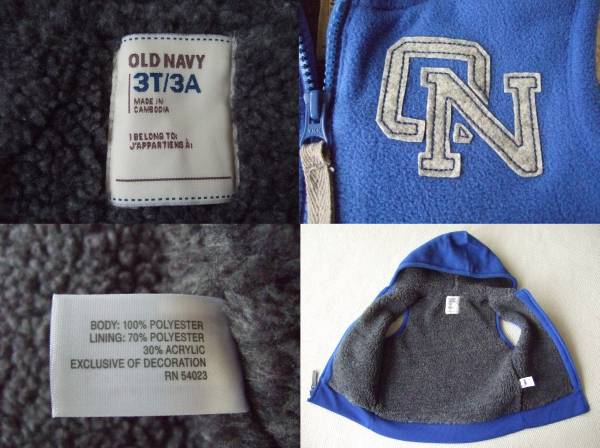 OLD NAVY
3T/3A
MADE IN
CAMBODIA
I BELONG TO:
J'APPARTIENS À:
ON
BODY: 100% POLYESTER
LINING: 70% POLYESTER
30% ACRYLIC
EXCLUSIVE OF DECORATION
RN 54023